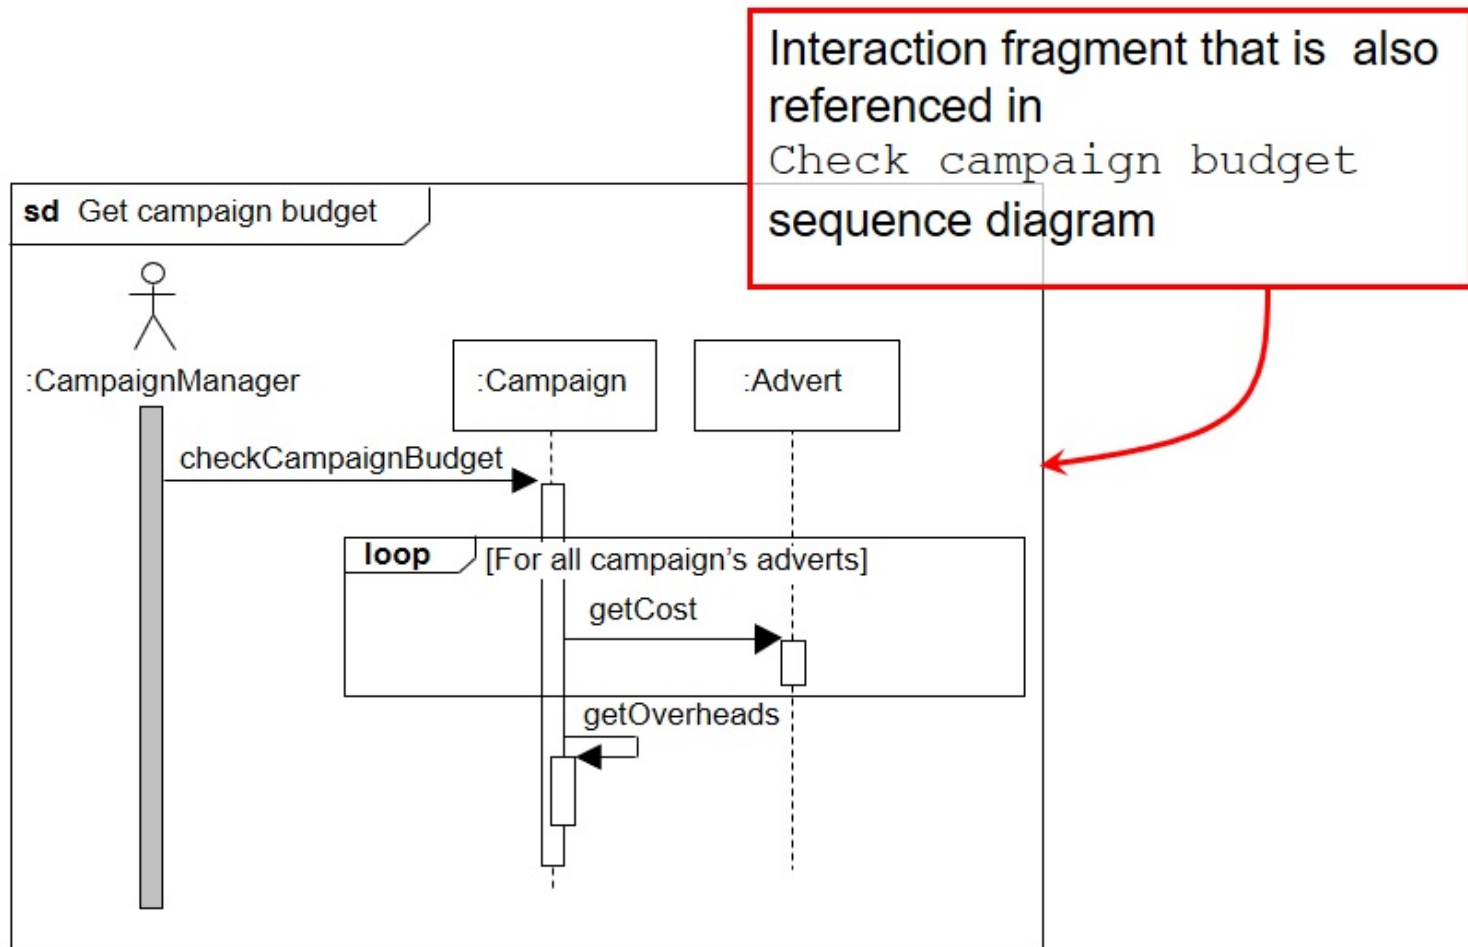 Interaction fragment that is also
referenced in
Check campaign budget
sequence diagram
sd Get campaign budget
:CampaignManager
:Campaign
:Advert
checkCampaignBudget
loop [For all campaign’s adverts]
getCost
getOverheads